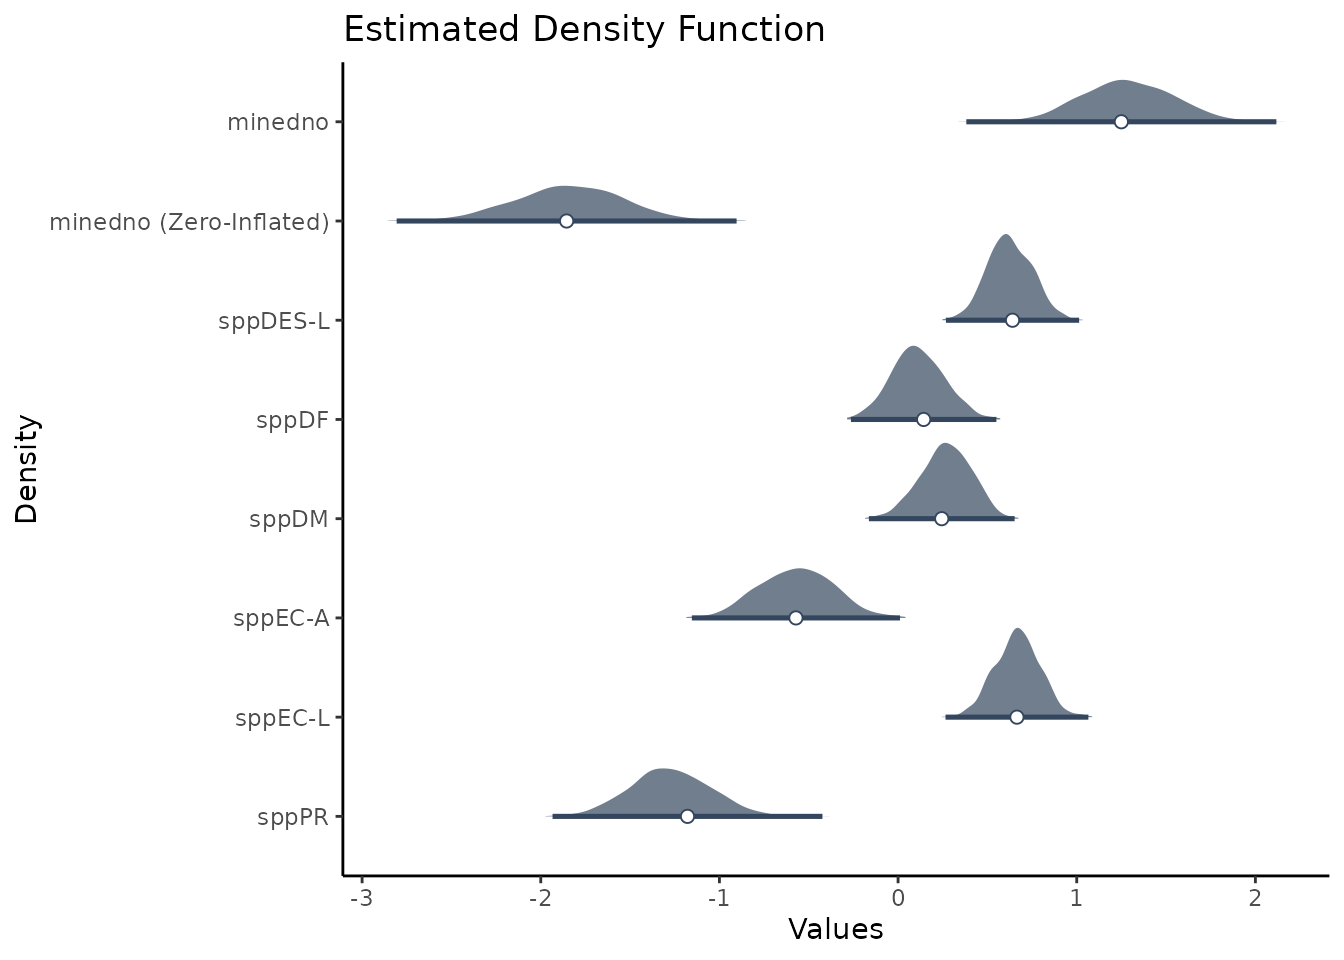 Estimated Density Function
minedno
minedno (Zero-Inflated)
sppDES-L
sppDF
sppDM
sppEC-A
sppEC-L
sppPR
Density
-3 -2 -1 0 1 2
Values